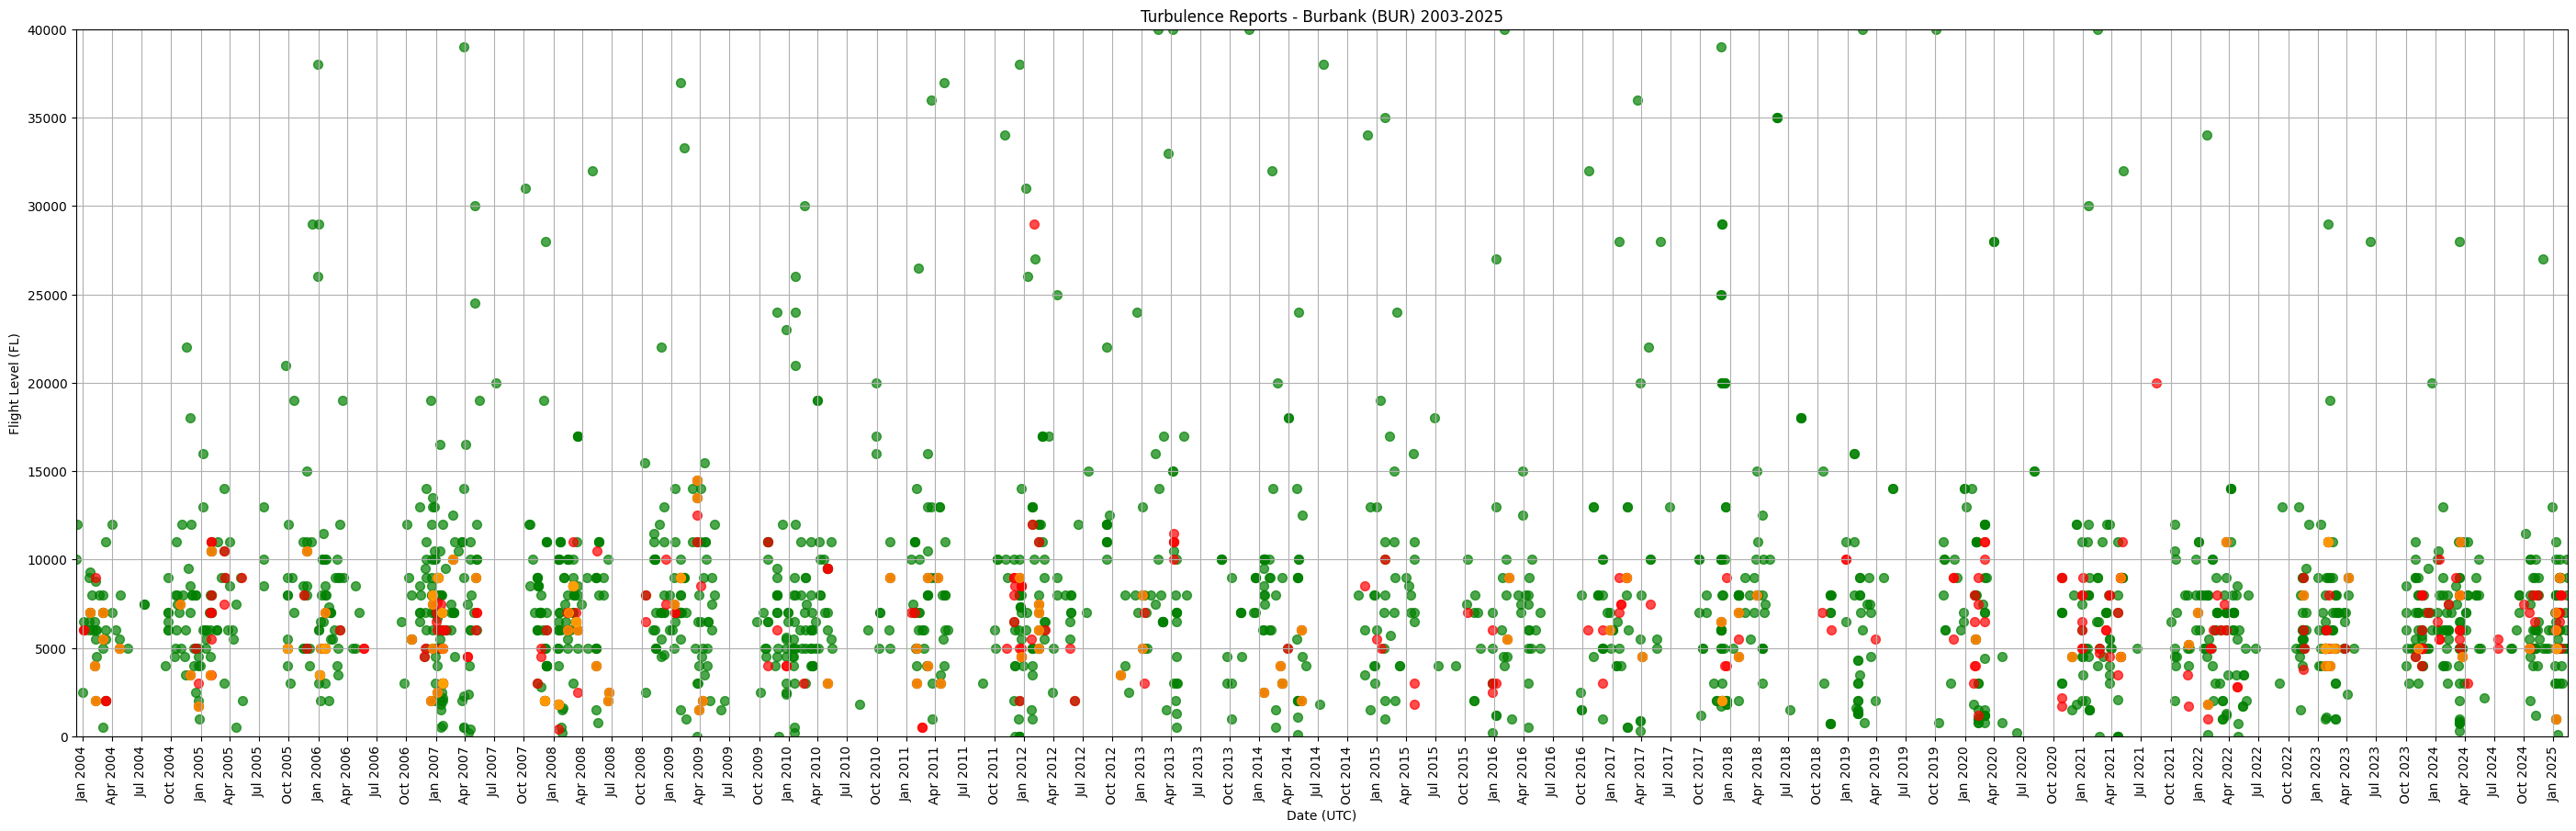 Turbulence Reports - Burbank (BUR) 2003-2025
Flight Level (FL)
40000
35000
30000
25000
20000
15000
10000
5000
0
Jan 2004
Apr 2004
Jul 2004
Oct 2004
Jan 2005
Apr 2005
Jul 2005
Oct 2005
Jan 2006
Apr 2006
Jul 2006
Oct 2006
Jan 2007
Apr 2007
Jul 2007
Oct 2007
Jan 2008
Apr 2008
Jul 2008
Oct 2008
Jan 2009
Apr 2009
Jul 2009
Oct 2009
Jan 2010
Apr 2010
Jul 2010
Oct 2010
Jan 2011
Apr 2011
Jul 2011
Oct 2011
Jan 2012
Apr 2012
Jul 2012
Oct 2012
Jan 2013
Apr 2013
Jul 2013
Oct 2013
Jan 2014
Apr 2014
Jul 2014
Oct 2014
Jan 2015
Apr 2015
Jul 2015
Oct 2015
Jan 2016
Apr 2016
Jul 2016
Oct 2016
Jan 2017
Apr 2017
Jul 2017
Oct 2017
Jan 2018
Apr 2018
Jul 2018
Oct 2018
Jan 2019
Apr 2019
Jul 2019
Oct 2019
Jan 2020
Apr 2020
Jul 2020
Oct 2020
Jan 2021
Apr 2021
Jul 2021
Oct 2021
Jan 2022
Apr 2022
Jul 2022
Oct 2022
Jan 2023
Apr 2023
Jul 2023
Oct 2023
Jan 2024
Apr 2024
Jul 2024
Oct 2024
Jan 2025
Date (UTC)